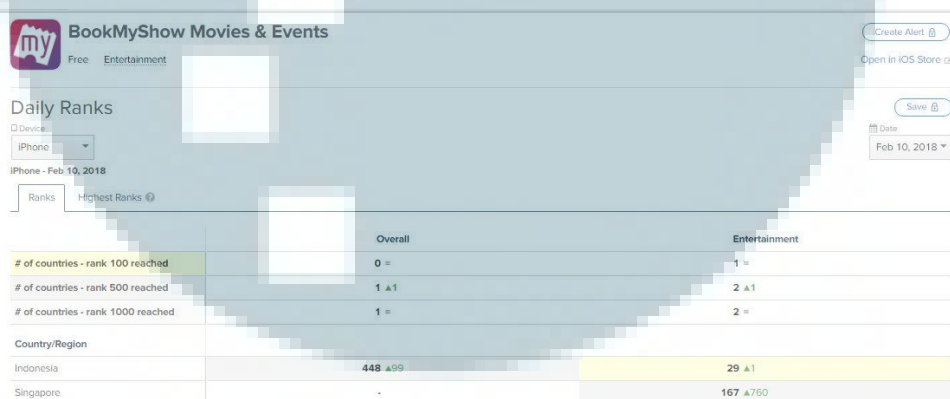 my BookMyShow Movies & Events
Create Alert
Free Entertainment
Open in iOS Store
Daily Ranks
Save
Device
Date
iPhone
Feb 10, 2018
iPhone - Feb 10, 2018
Ranks Highest Ranks
Overall Entertainment
# of countries - rank 100 reached 0 = 1 =
# of countries - rank 500 reached 1 ▲1 2 ▲1
# of countries - rank 1000 reached 1 = 2 =
Country/Region
Indonesia 448 ▲99 29 ▲1
Singapore - 167 ▲760